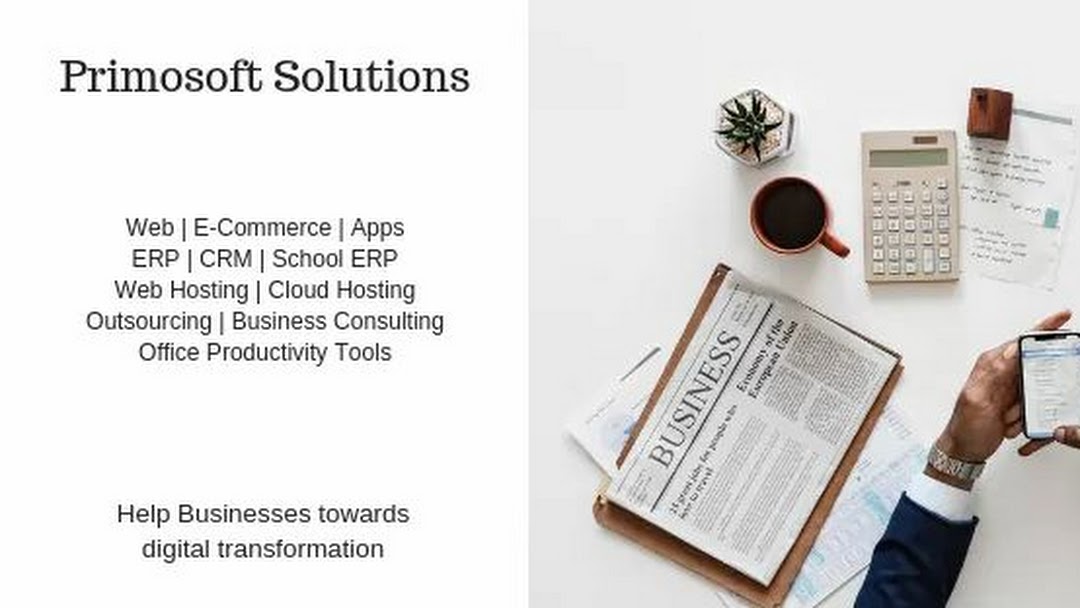 Primosoft Solutions
Web | E-Commerce | Apps
ERP | CRM | School ERP
Web Hosting | Cloud Hosting
Outsourcing | Business Consulting
Office Productivity Tools
Help Businesses towards
digital transformation
BUSINESS
Economy of the
European Union